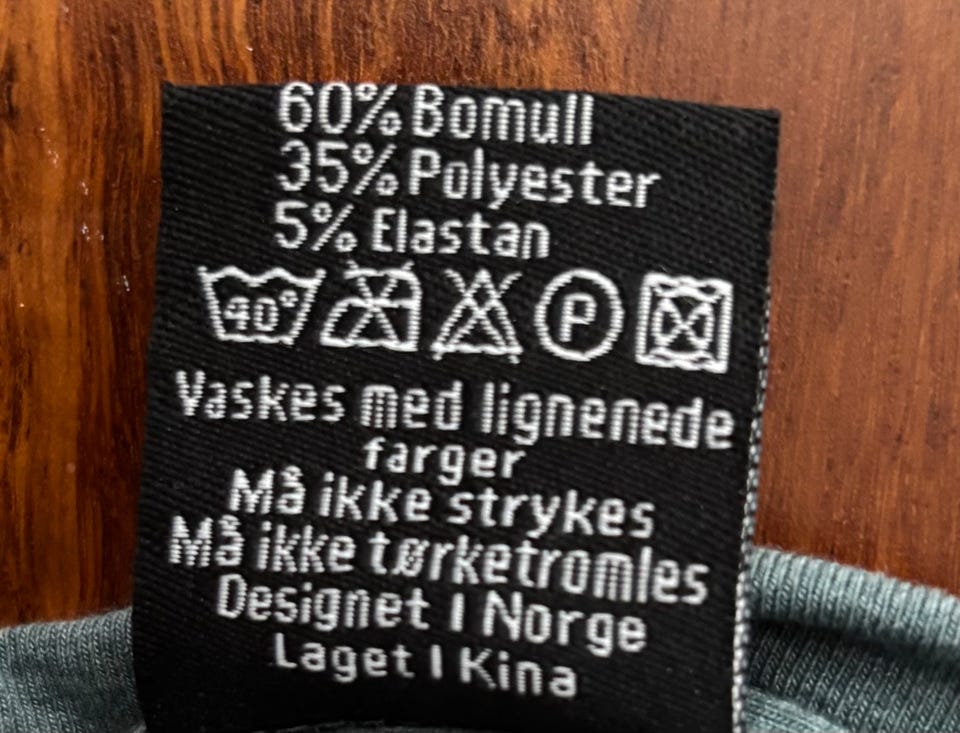 60% Bomull
35% Polyester
5% Elastan
40° P
Vaskes med lignenede
farger
Må ikke strykes
Må ikke tørketromles
Designet I Norge
Laget I Kina